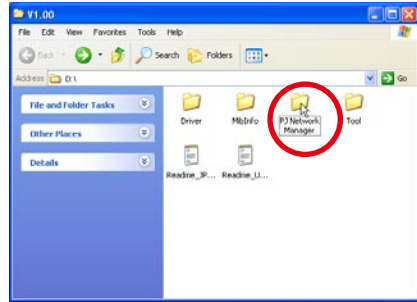 V1.00
File Edit View Favorites Tools Help
Back Search Folders
Address D:\ Go
File and Folder Tasks
Other Places
Details
Driver MibInfo PJ Network Manager Tool
Readme_JP... Readme_U...